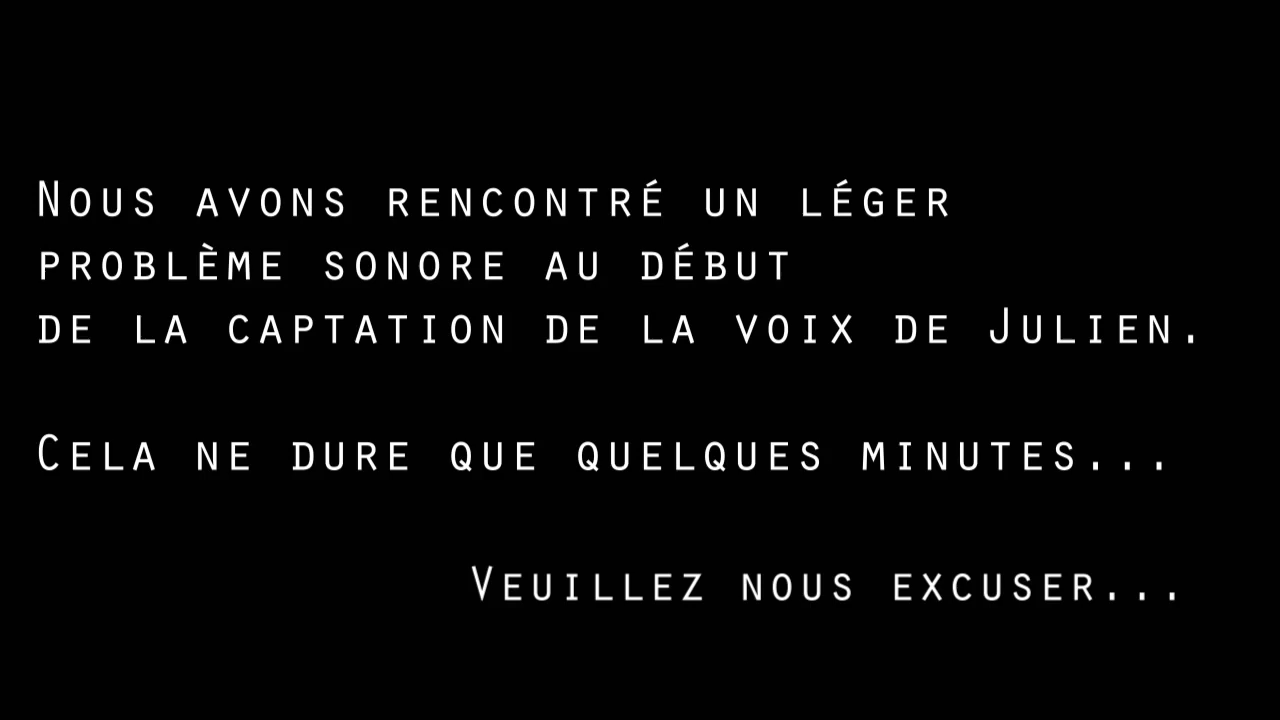 Nous avons rencontré un léger
problème sonore au début
de la captation de la voix de Julien.
Cela ne dure que quelques minutes...
Veuillez nous excuser...